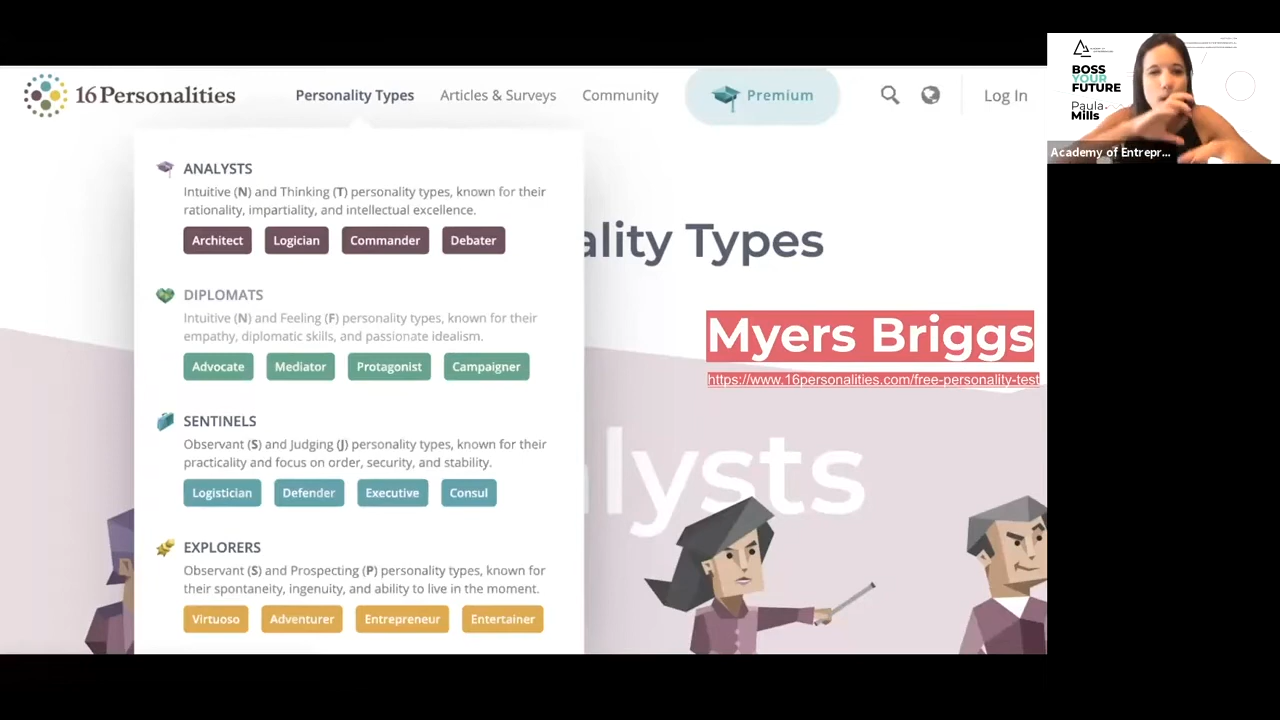 16Personalities
Personality Types
Articles & Surveys
Community
Premium
Log In
ANALYSTS
Intuitive (N) and Thinking (T) personality types, known for their
rationality, impartiality, and intellectual excellence.
Architect
Logician
Commander
Debater
DIPLOMATS
Intuitive (N) and Feeling (F) personality types, known for their
empathy, diplomatic skills, and passionate idealism.
Advocate
Mediator
Protagonist
Campaigner
SENTINELS
Observant (S) and Judging (J) personality types, known for their
practicality and focus on order, security, and stability.
Logistician
Defender
Executive
Consul
EXPLORERS
Observant (S) and Prospecting (P) personality types, known for
their spontaneity, ingenuity, and ability to live in the moment.
Virtuoso
Adventurer
Entrepreneur
Entertainer
ality Types
Myers Briggs
https://www.16personalities.com/free-personality-test
lysts
BOSS
YOUR
FUTURE
Paula
Mills
Academy of Entrepr...